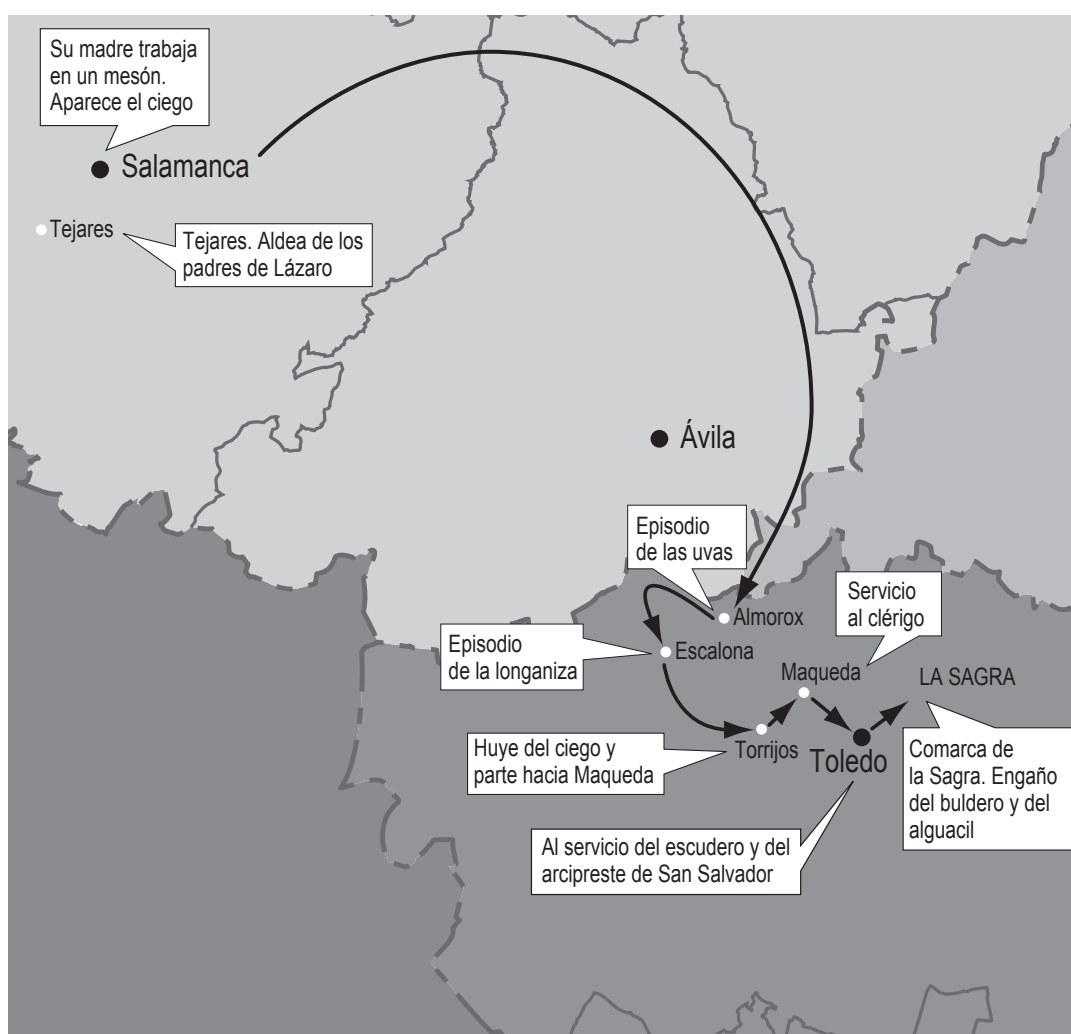 Su madre trabaja
en un mesón.
Aparece el ciego
Salamanca
Tejares
Tejares. Aldea de los
padres de Lázaro
Ávila
Episodio
de las uvas
Almorox
Servicio
al clérigo
Episodio
de la longaniza
Escalona
Maqueda
LA SAGRA
Huye del ciego y
parte hacia Maqueda
Torrijos
Toledo
Comarca de
la Sagra. Engaño
del buldero y del
alguacil
Al servicio del escudero y del
arcipreste de San Salvador